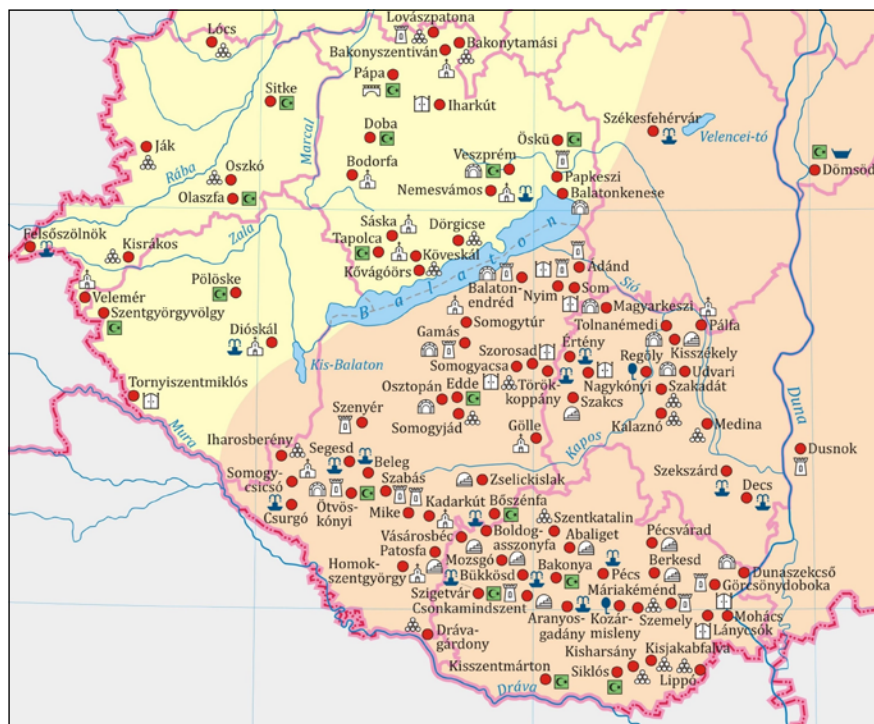 Lócs
Lovászpatona
Bakonyszentiván
Bakonytamási
Pápa
Sitke
Iharkút
Marcal
Doba
Öskü
Székesfehérvár
Velencei-tó
Ják
Rába
Oszkó
Olaszfa
Bodorfa
Veszprém
Nemesvámos
Papkeszi
Balatonkenese
Dömsöd
Felsőszölnök
Kisrákos
Zala
Sáska
Tapolca
Dörgicse
Köveskál
Kővágóörs
Balaton
Velemér
Szentgyörgyvölgy
Pölöske
Dióskál
Kis-Balaton
Balaton-
endréd
Ádánd
Nyim
Som
Sió
Magyarkeszi
Tolnanémedi
Pálfa
Somogytúr
Gamás
Szorosad
Értény
Regöly
Kisszékely
Somogyacsa
Udvari
Osztopán
Edde
Török-
koppány
Nagykónyi
Szakadát
Tornyiszentmiklós
Szenyér
Somogyjád
Szakcs
Kalaznó
Medina
Duna
Mura
Gölle
Kapos
Dusnok
Iharosberény
Segesd
Beleg
Somogy-
csicsó
Szabás
Zselickislak
Szekszárd
Decs
Csurgó
Ötvös-
kónyi
Mike
Kadarkút
Bőszénfa
Vásárosbéc
Boldog-
asszonyfa
Szentkatalin
Abaliget
Pécsvárad
Patosfa
Mozsgó
Berkesd
Dunaszekcső
Homok-
szentgyörgy
Bükkösd
Bakonya
Pécs
Görcsönydoboka
Szigetvár
Csonkamindszent
Máriakéménd
Aranyos-
gadány
Kozár-
misleny
Szemely
Mohács
Lánycsók
Dráva-
gárdony
Kisharsány
Kisjakabfalva
Kisszentmárton
Siklós
Lippó
Dráva